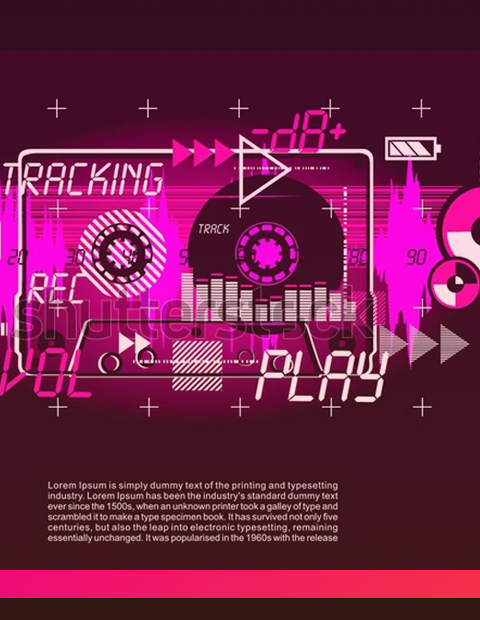 -dB+
TRACKING
TRACK
20 30 40 5 80 90
REC
shutterstock
VOL
PLAY
Lorem Ipsum is simply dummy text of the printing and typesetting
industry. Lorem Ipsum has been the industry's standard dummy text
ever since the 1500s, when an unknown printer took a galley of type and
scrambled it to make a type specimen book. It has survived not only five
centuries, but also the leap into electronic typesetting, remaining
essentially unchanged. It was popularised in the 1960s with the release